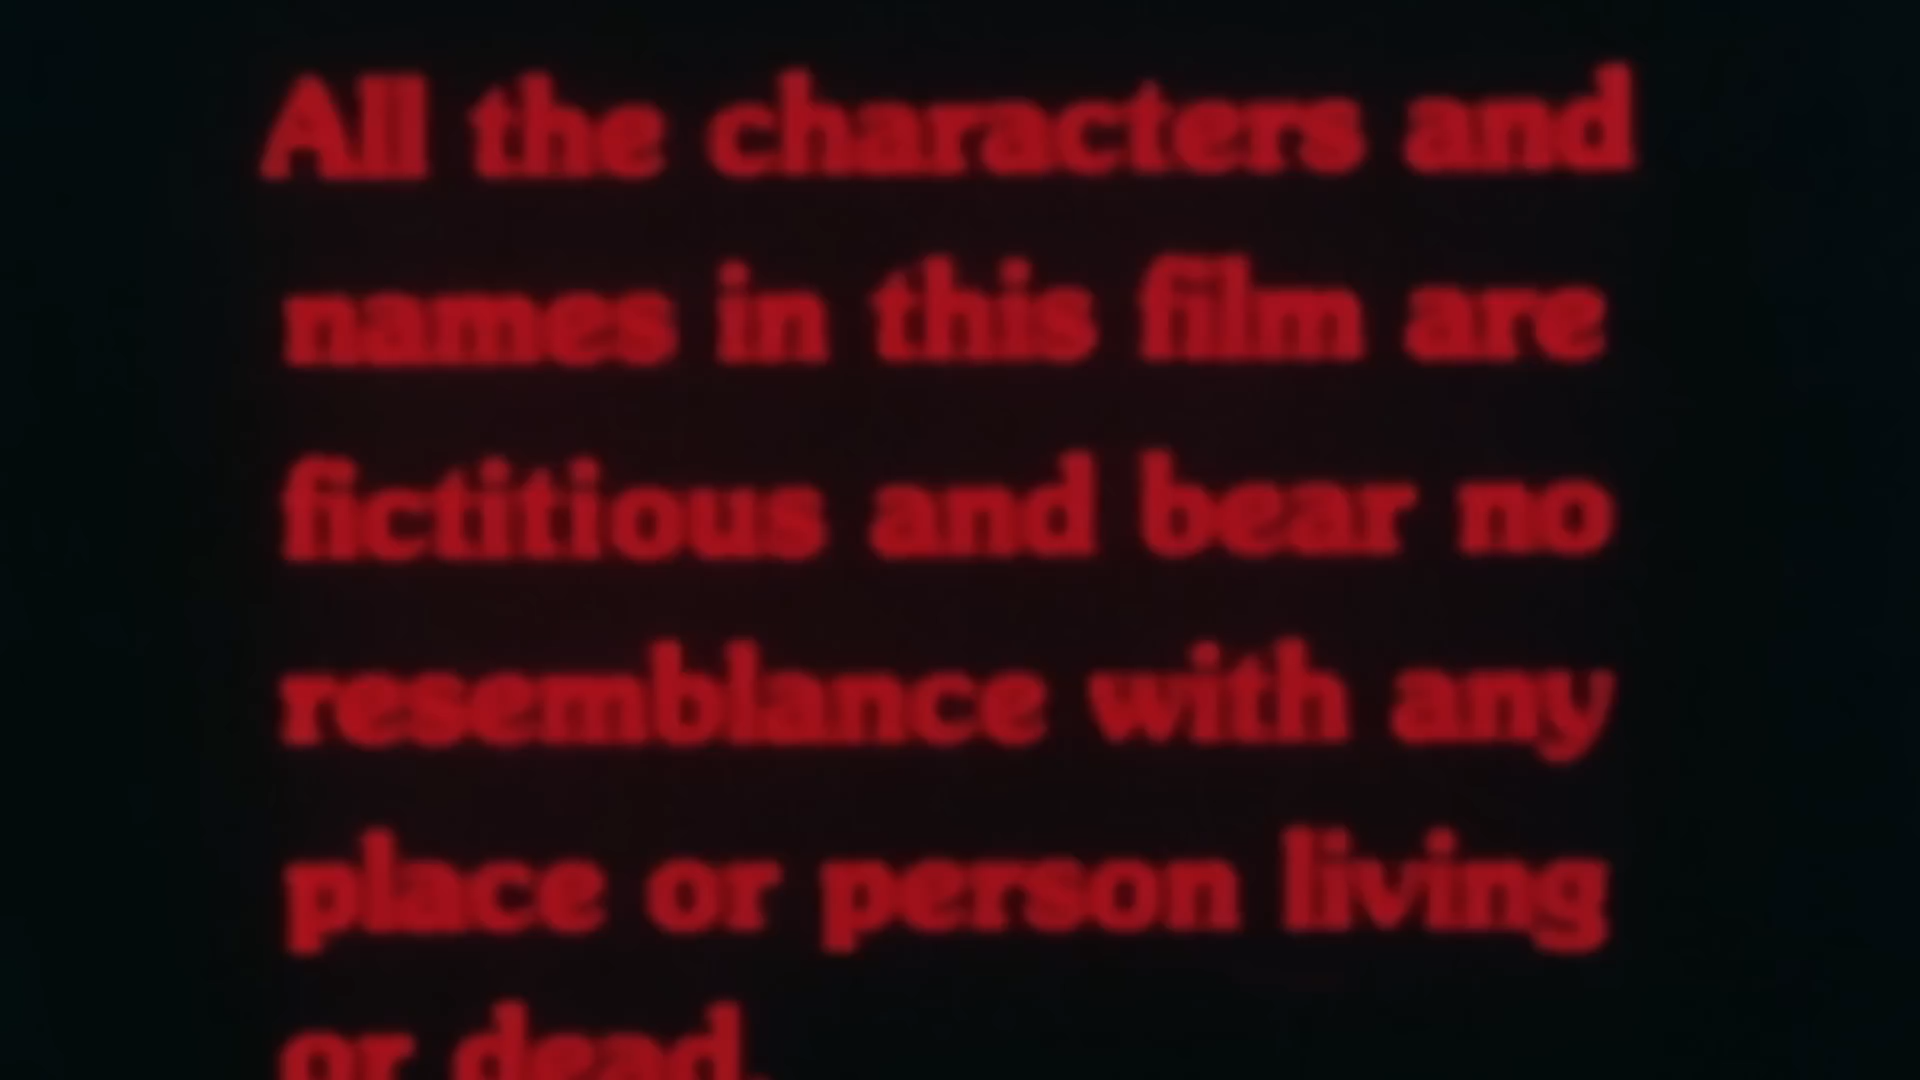 All the characters and
names in this film are
fictitious and bear no
resemblance with any
place or person living
or dead.